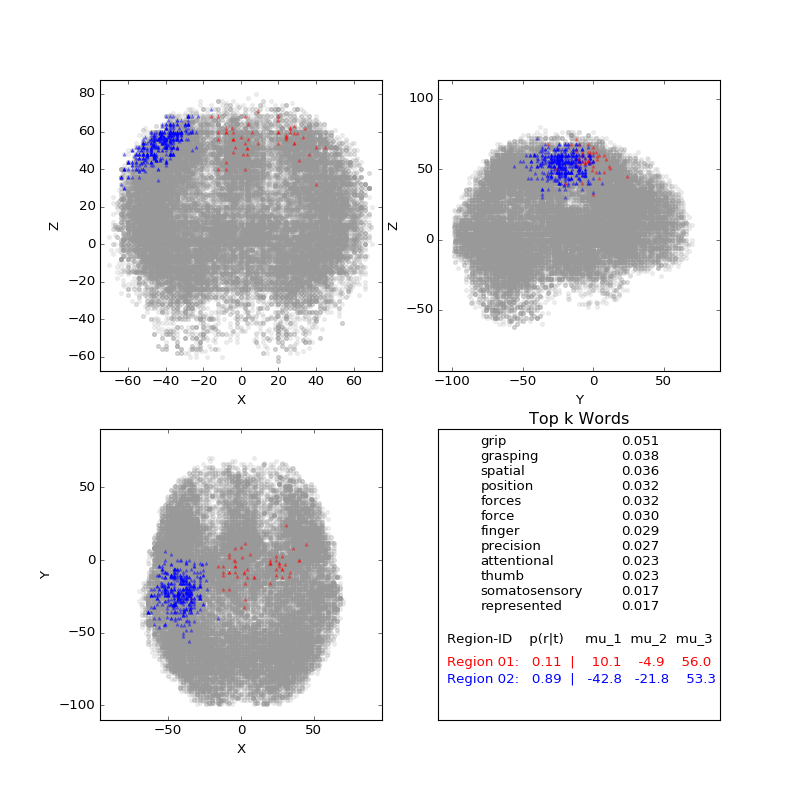 80
60
40
20
0
−20
−40
−60
Z
−60 −40 −20 0 20 40 60
X
100
50
0
−50
Z
−100 −50 0 50
Y
50
0
−50
−100
Y
−50 0 50
X
Top k Words
grip 0.051
grasping 0.038
spatial 0.036
position 0.032
forces 0.032
force 0.030
finger 0.029
precision 0.027
attentional 0.023
thumb 0.023
somatosensory 0.017
represented 0.017
Region-ID p(r|t) mu_1 mu_2 mu_3
Region 01: 0.11 | 10.1 -4.9 56.0
Region 02: 0.89 | -42.8 -21.8 53.3